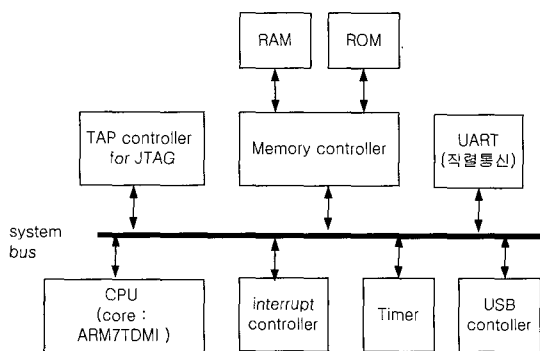 RAM
ROM
TAP controller
for JTAG
Memory controller
UART
(직렬통신)
system
bus
CPU
(core :
ARM7TDMI )
interrupt
controller
Timer
USB
contoller